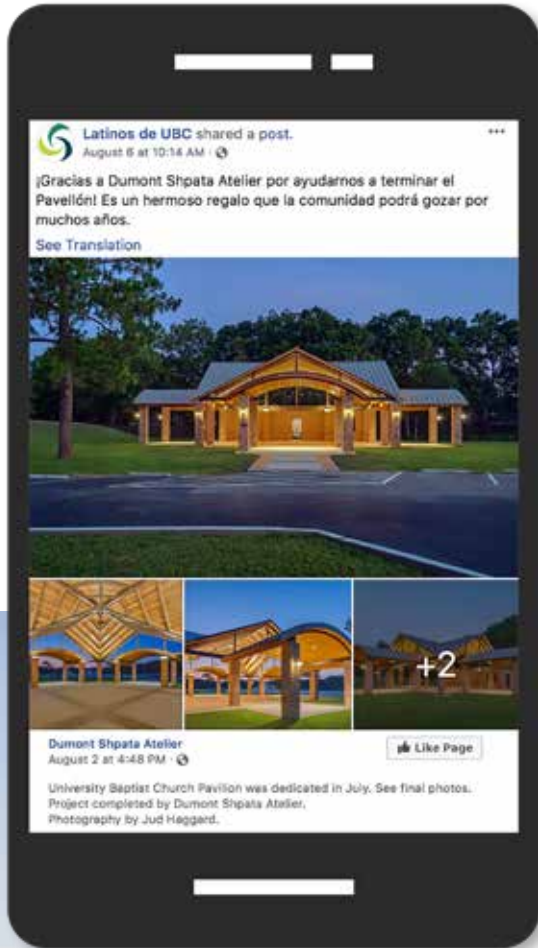 Latinos de UBC shared a post.
August 6 at 10:14 AM
¡Gracias a Dumont Shpata Atelier por ayudarnos a terminar el
Pavellón! Es un hermoso regalo que la comunidad podrá gozar por
muchos años.
See Translation
+2
Dumont Shpata Atelier
August 2 at 4:48 PM
Like Page
University Baptist Church Pavilion was dedicated in July. See final photos.
Project completed by Dumont Shpata Atelier.
Photography by Jud Haggard.